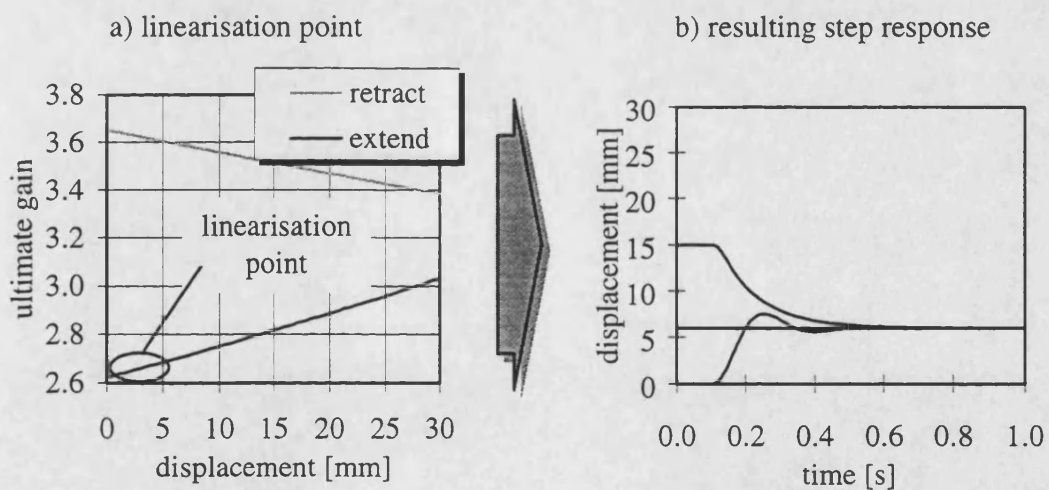 a) linearisation point
b) resulting step response
retract
extend
3.8
3.6
3.4
3.2
3.0
2.8
2.6
ultimate gain
linearisation
point
0 5 10 15 20 25 30
displacement [mm]
30
25
20
15
10
5
0
displacement [mm]
0.0 0.2 0.4 0.6 0.8 1.0
time [s]